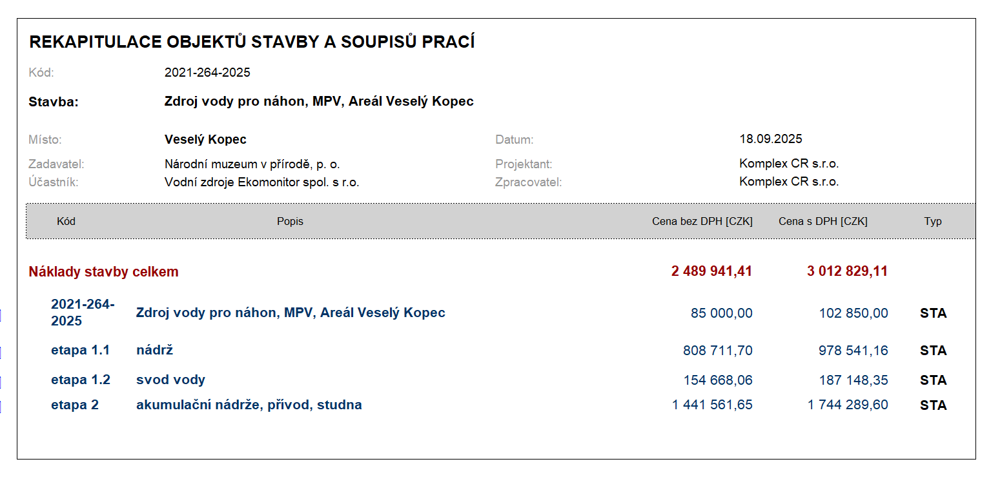 REKAPITULACE OBJEKTŮ STAVBY A SOUPISŮ PRACÍ
Kód: 2021-264-2025
Stavba: Zdroj vody pro náhon, MPV, Areál Veselý Kopec
Místo: Veselý Kopec Datum: 18.09.2025
Zadavatel: Národní muzeum v přírodě, p. o. Projektant: Komplex CR s.r.o.
Účastník: Vodní zdroje Ekomonitor spol. s r.o. Zpracovatel: Komplex CR s.r.o.
Kód Popis Cena bez DPH [CZK] Cena s DPH [CZK] Typ
Náklady stavby celkem 2 489 941,41 3 012 829,11
2021-264-
2025 Zdroj vody pro náhon, MPV, Areál Veselý Kopec 85 000,00 102 850,00 STA
etapa 1.1 nádrž 808 711,70 978 541,16 STA
etapa 1.2 svod vody 154 668,06 187 148,35 STA
etapa 2 akumulační nádrže, přívod, studna 1 441 561,65 1 744 289,60 STA